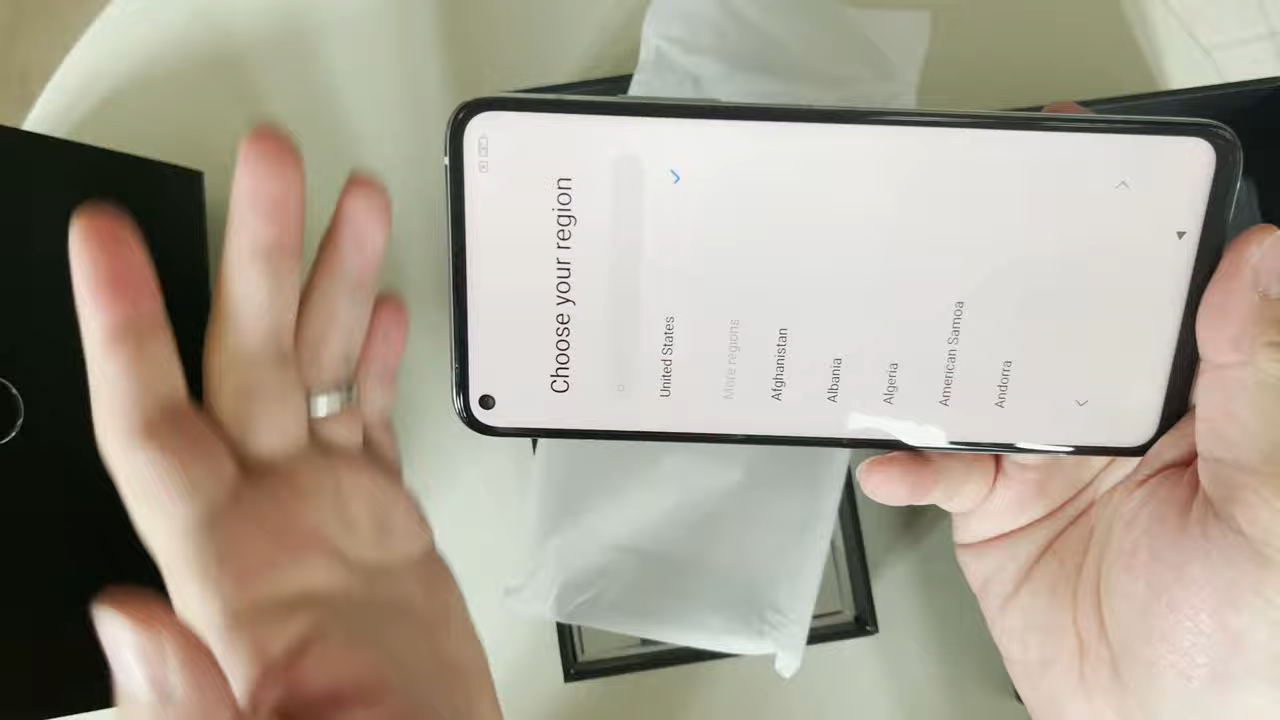 Choose your region
United States
More regions
Afghanistan
Albania
Algeria
American Samoa
Andorra